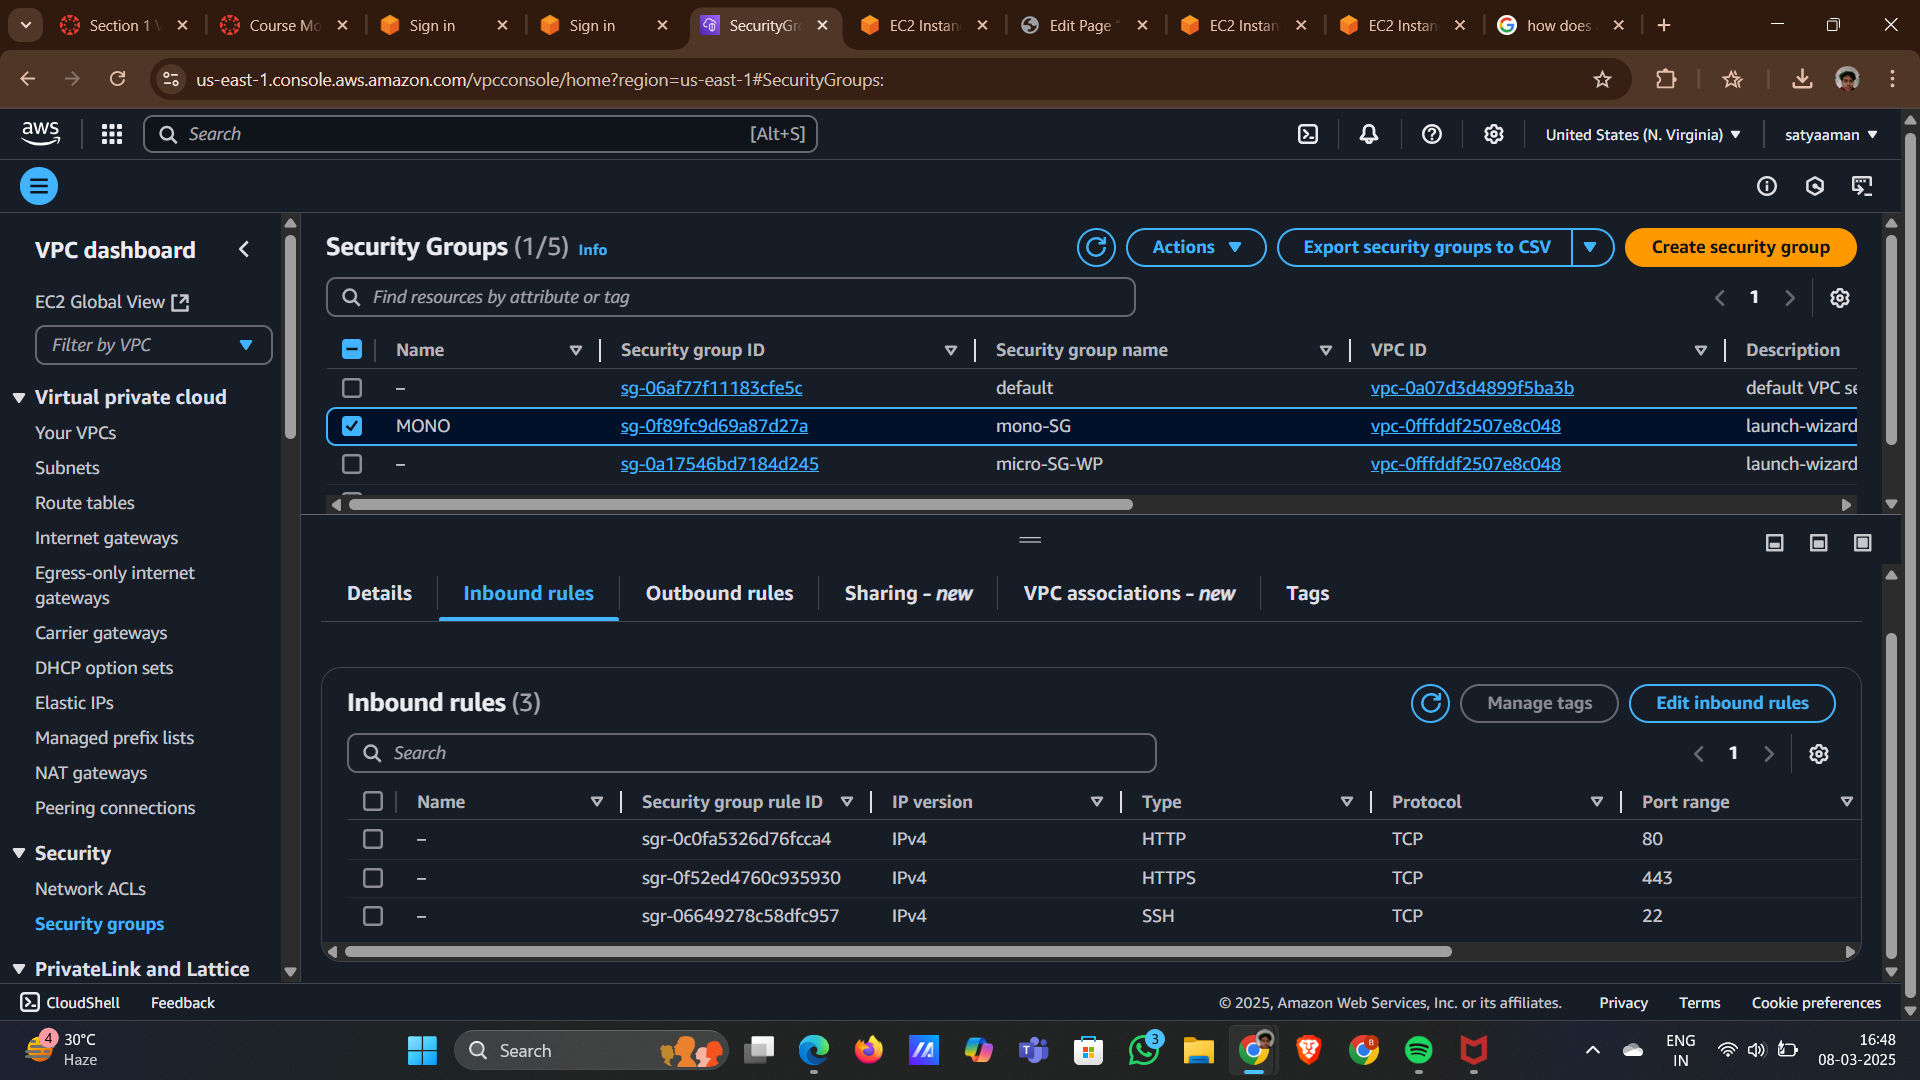 Section 1 V
Course Mo
Sign in
Sign in
SecurityGr
EC2 Instan
Edit Page "
EC2 Instan
EC2 Instan
how does
us-east-1.console.aws.amazon.com/vpcconsole/home?region=us-east-1#SecurityGroups:
aws
Search [Alt+S]
United States (N. Virginia)
satyaaman
VPC dashboard
EC2 Global View
Filter by VPC
Virtual private cloud
Your VPCs
Subnets
Route tables
Internet gateways
Egress-only internet
gateways
Carrier gateways
DHCP option sets
Elastic IPs
Managed prefix lists
NAT gateways
Peering connections
Security
Network ACLs
Security groups
PrivateLink and Lattice
Security Groups (1/5) Info
Actions
Export security groups to CSV
Create security group
Find resources by attribute or tag
1
Name Security group ID Security group name VPC ID Description
– sg-06af77f11183cfe5c default vpc-0a07d3d4899f5ba3b default VPC se
MONO sg-0f89fc9d69a87d27a mono-SG vpc-0fffddf2507e8c048 launch-wizard
– sg-0a17546bd7184d245 micro-SG-WP vpc-0fffddf2507e8c048 launch-wizard
Details Inbound rules Outbound rules Sharing - new VPC associations - new Tags
Inbound rules (3)
Manage tags
Edit inbound rules
Search
1
Name Security group rule ID IP version Type Protocol Port range
– sgr-0c0fa5326d76fcca4 IPv4 HTTP TCP 80
– sgr-0f52ed4760c935930 IPv4 HTTPS TCP 443
– sgr-06649278c58dfc957 IPv4 SSH TCP 22
CloudShell Feedback © 2025, Amazon Web Services, Inc. or its affiliates. Privacy Terms Cookie preferences
4
30°C
Haze
Search
3
B
ENG
IN
16:48
08-03-2025